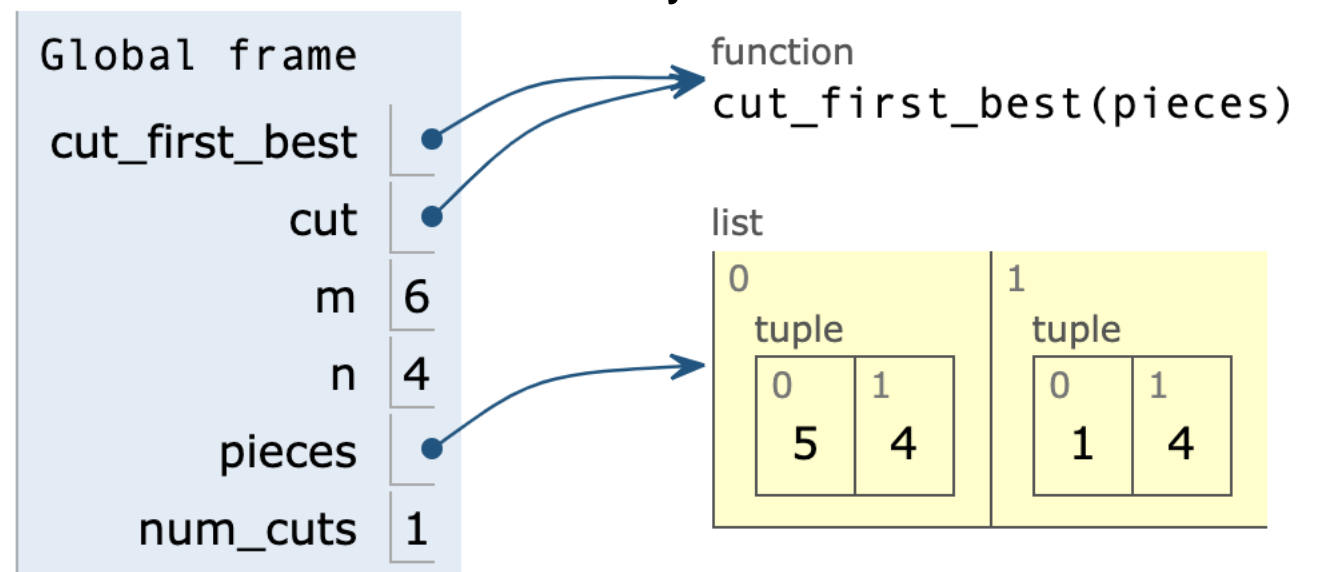 Global frame
cut_first_best
cut
m 6
n 4
pieces
num_cuts 1
function
cut_first_best(pieces)
list
0 1
tuple tuple
0 1 0 1
5 4 1 4